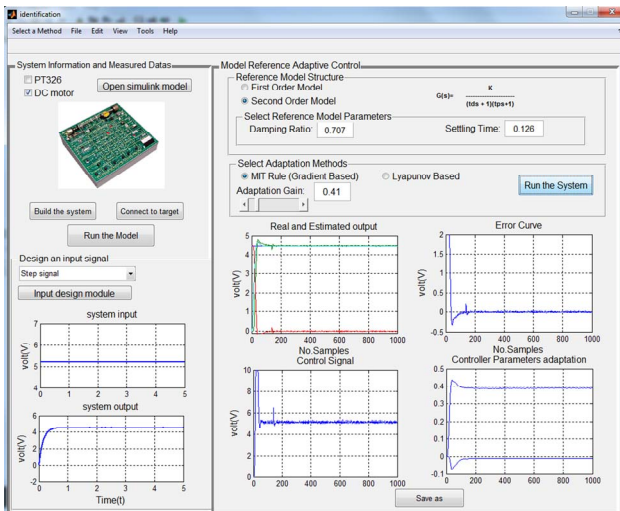 identification
Select a Method File Edit View Tools Help
System Information and Measured Datas
PT326
DC motor
Open simulink model
Build the system
Connect to target
Run the Model
Design an input signal
Step signal
Input design module
system input
volt(V)
7
6
5
4
0 1 2 3 4 5
system output
volt(V)
6
4
2
0
-2
0 1 2 3 4 5
Time(t)
Model Reference Adaptive Control
Reference Model Structure
First Order Model
Second Order Model
G(s)=
K
(tds + 1)(tps+1)
Select Reference Model Parameters
Damping Ratio: 0.707
Settling Time: 0.126
Select Adaptation Methods
MIT Rule (Gradient Based)
Lyapunov Based
Adaptation Gain: 0.41
Run the System
Real and Estimated output
volt(V)
5
4
3
2
1
0
0 200 400 600 800 1000
No.Samples
Error Curve
volt(V)
2
1.5
1
0.5
0
-0.5
0 200 400 600 800 1000
No.Samples
Control Signal
volt(V)
10
8
6
4
2
0
0 200 400 600 800 1000
Controller Parameters adaptation
0.5
0.4
0.3
0.2
0.1
0
-0.1
0 200 400 600 800 1000
Save as